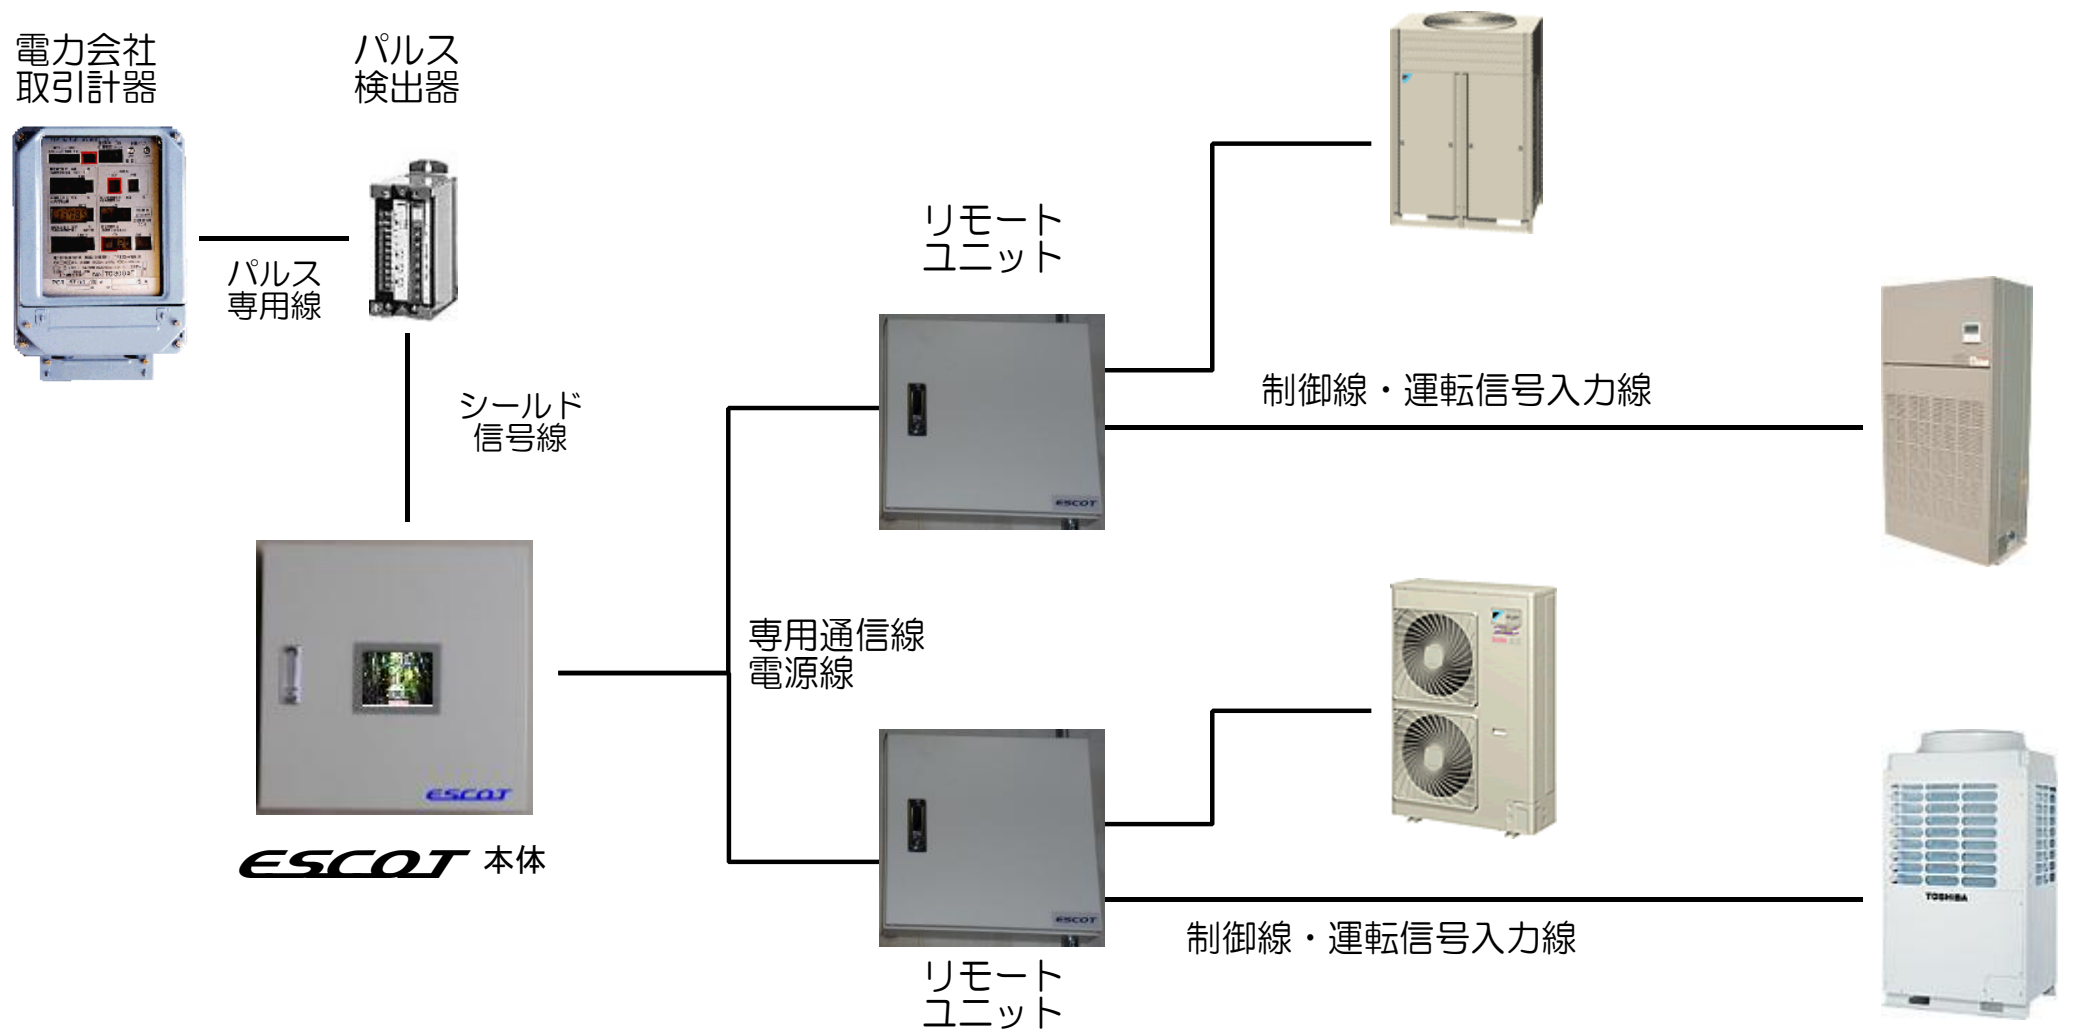 電力会社
取引計器
パルス
検出器
パルス
専用線
シールド
信号線
ESCOT
ESCOT 本体
専用通信線
電源線
リモート
ユニット
ESCOT
制御線・運転信号入力線
ESCOT
リモート
ユニット
制御線・運転信号入力線
TOSHIBA